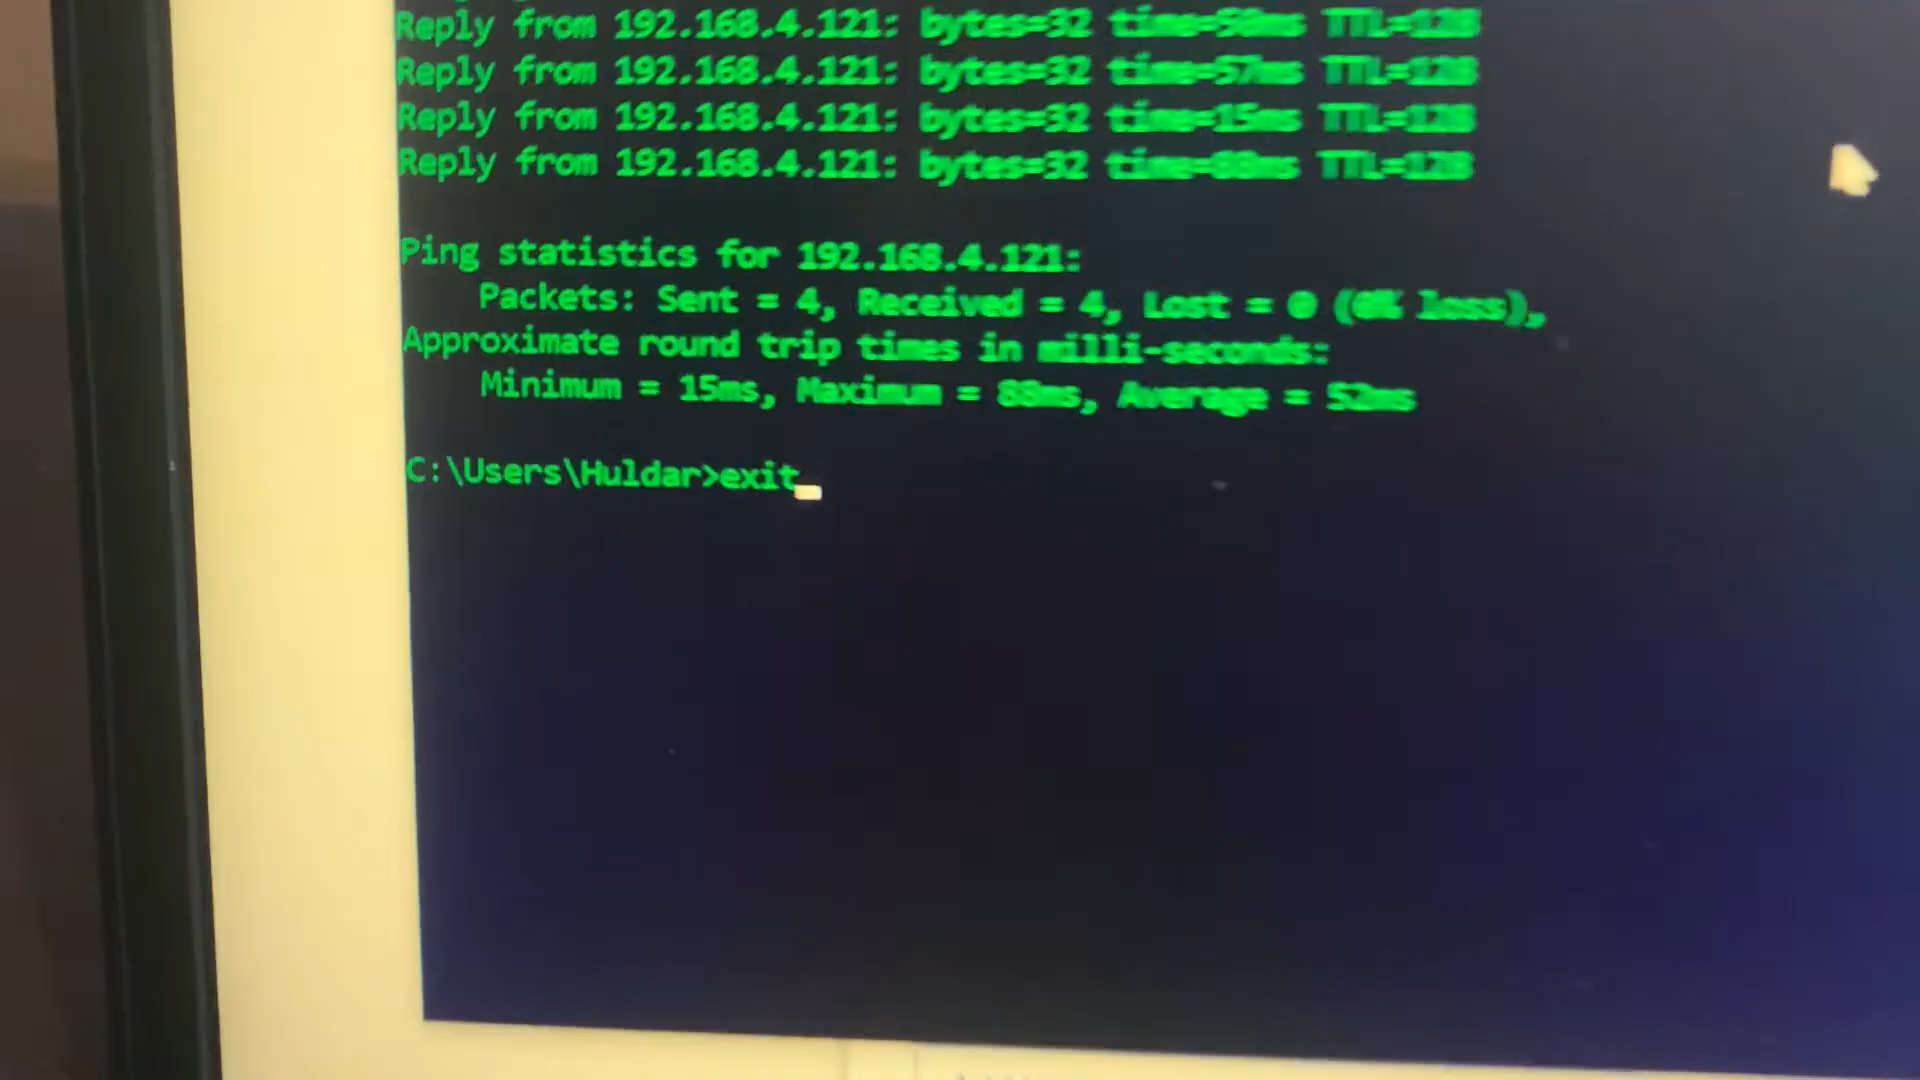 Reply from 192.168.4.121: bytes=32 time=50ms TTL=128
Reply from 192.168.4.121: bytes=32 time=57ms TTL=128
Reply from 192.168.4.121: bytes=32 time=15ms TTL=128
Reply from 192.168.4.121: bytes=32 time=88ms TTL=128
Ping statistics for 192.168.4.121:
Packets: Sent = 4, Received = 4, Lost = 0 (0% loss),
Approximate round trip times in milli-seconds:
Minimum = 15ms, Maximum = 88ms, Average = 52ms
C:\Users\Huldar>exit